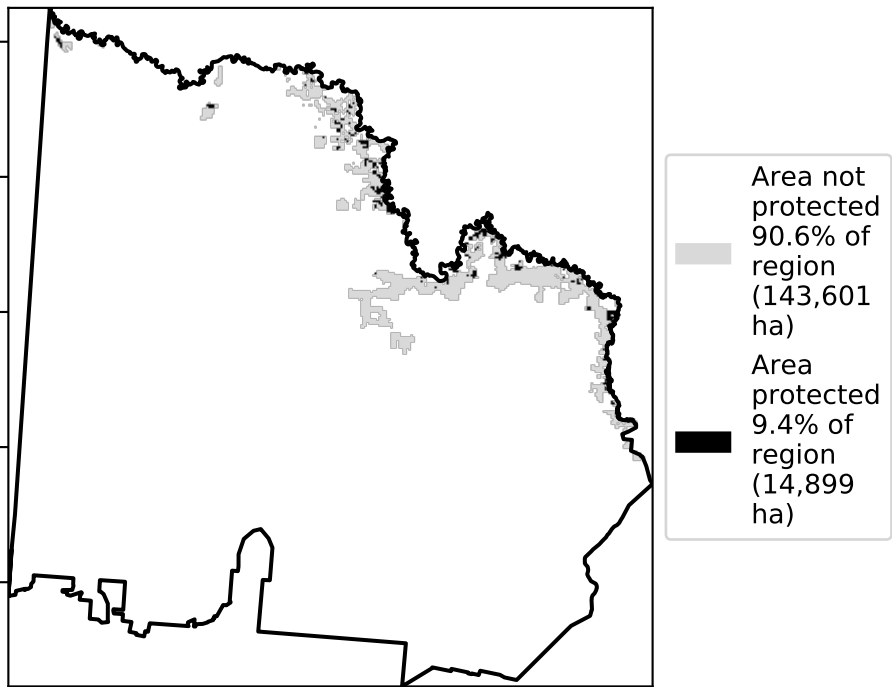 Area not
protected
90.6% of
region
(143,601
ha)
Area
protected
9.4% of
region
(14,899
ha)